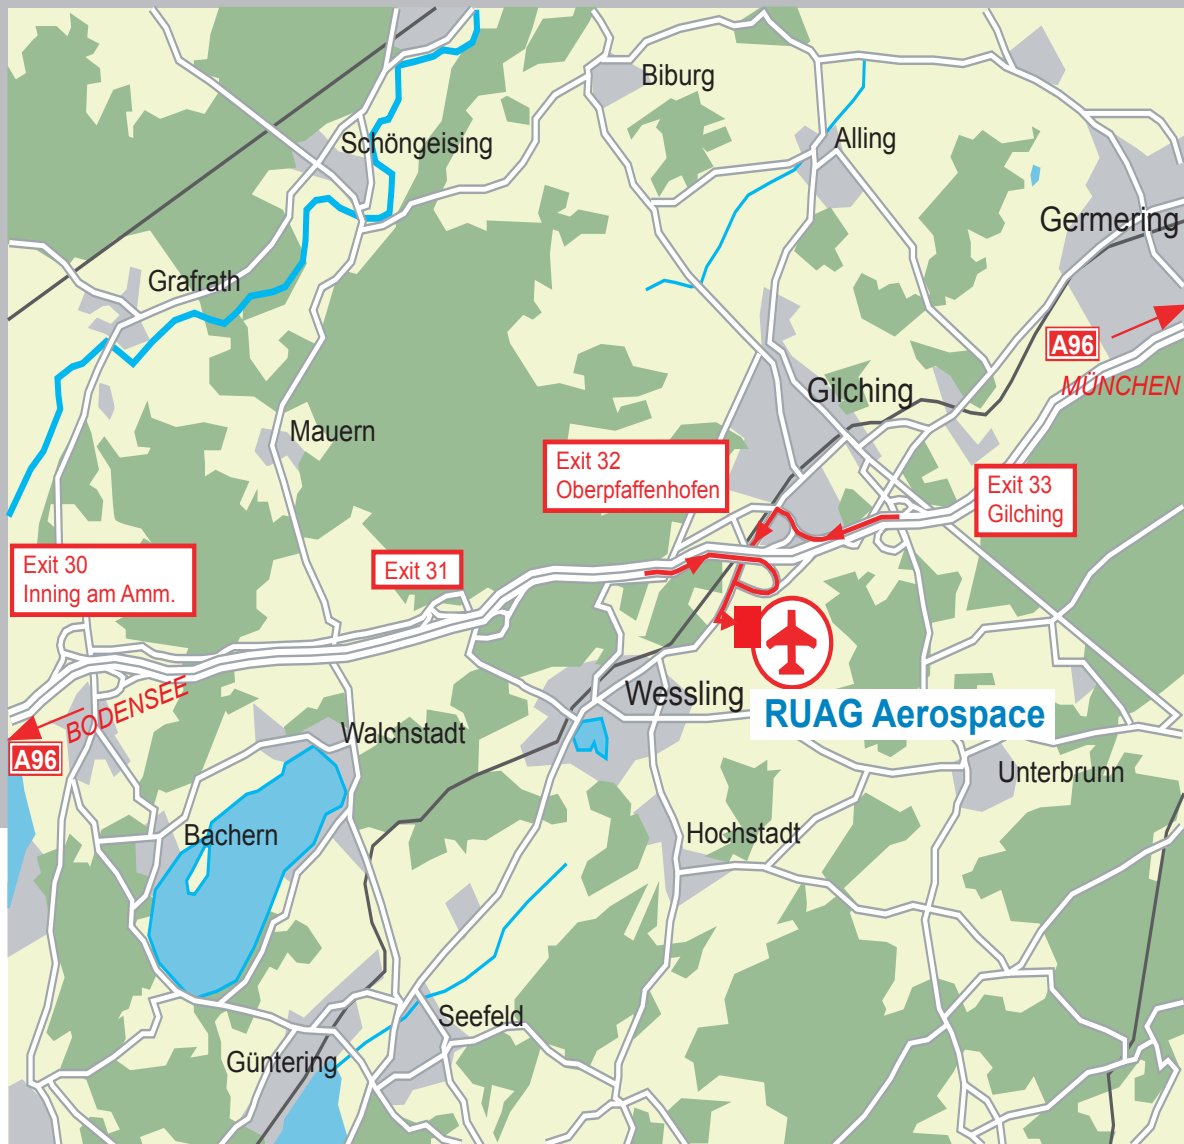 Biburg
Alling
Schöngeising
Germering
Grafrath
A96
MÜNCHEN
Gilching
Mauern
Exit 32
Oberpfaffenhofen
Exit 33
Gilching
Exit 30
Inning am Amm.
Exit 31
Wessling
RUAG Aerospace
BODENSEE
A96
Walchstadt
Unterbrunn
Bachern
Hochstadt
Seefeld
Güntering